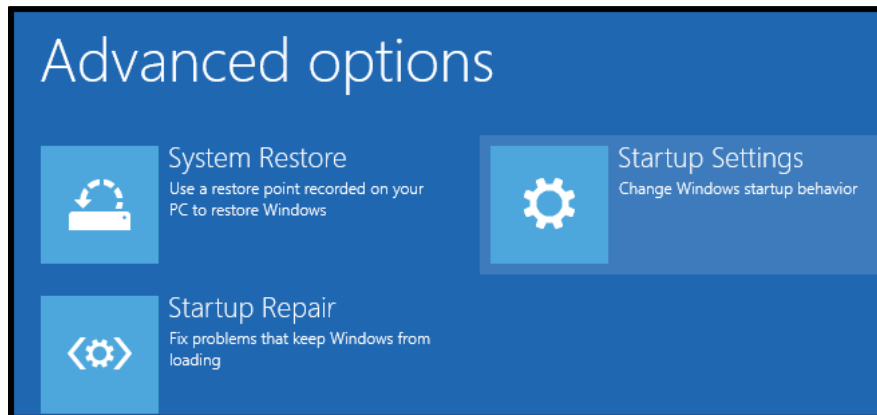 Advanced options
System Restore
Use a restore point recorded on your
PC to restore Windows
Startup Settings
Change Windows startup behavior
Startup Repair
Fix problems that keep Windows from
loading